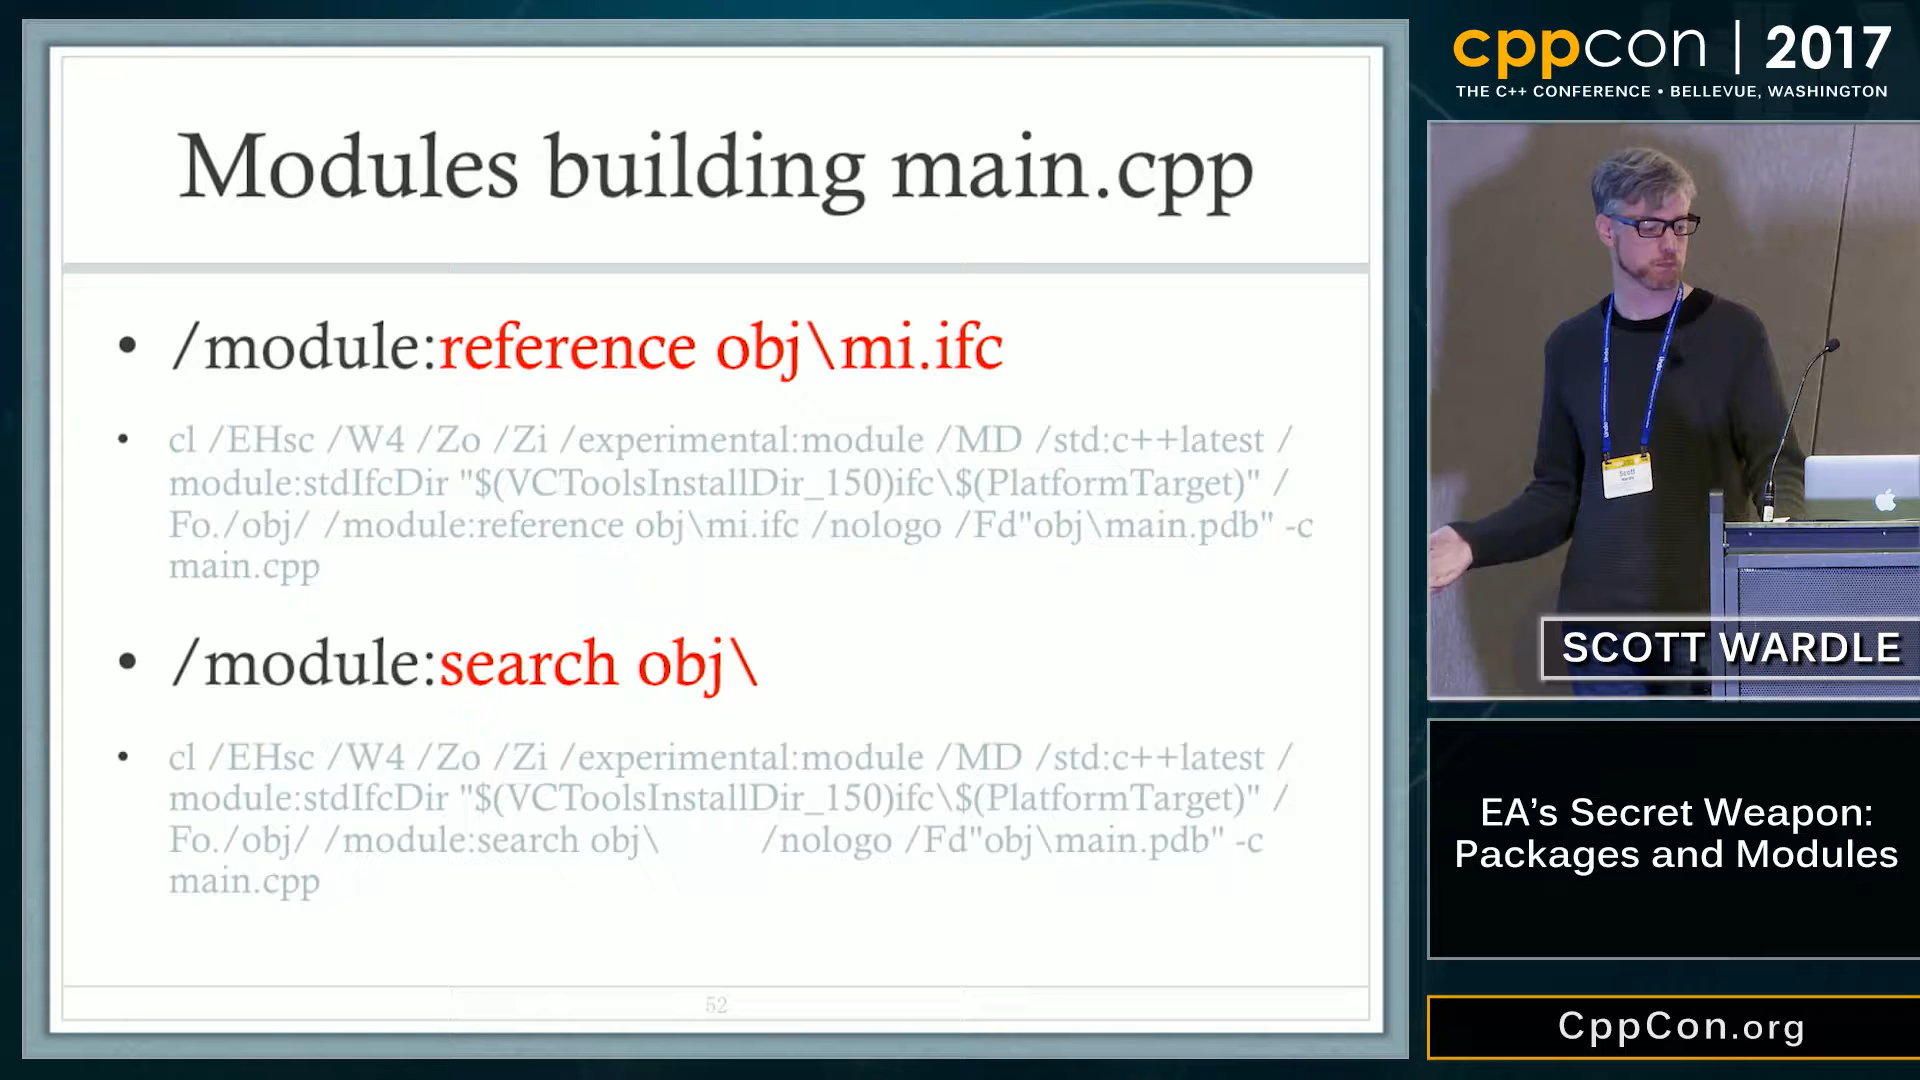 Modules building main.cpp
• /module:reference obj\mi.ifc
• cl /EHsc /W4 /Zo /Zi /experimental:module /MD /std:c++latest /
module:stdIfcDir "$(VCToolsInstallDir_150)ifc\$(PlatformTarget)" /
Fo./obj/ /module:reference obj\mi.ifc /nologo /Fd"obj\main.pdb" -c
main.cpp
• /module:search obj\
• cl /EHsc /W4 /Zo /Zi /experimental:module /MD /std:c++latest /
module:stdIfcDir "$(VCToolsInstallDir_150)ifc\$(PlatformTarget)" /
Fo./obj/ /module:search obj\ /nologo /Fd"obj\main.pdb" -c
main.cpp
52
cppcon | 2017
THE C++ CONFERENCE • BELLEVUE, WASHINGTON
Scott
SCOTT WARDLE
EA’s Secret Weapon:
Packages and Modules
CppCon.org